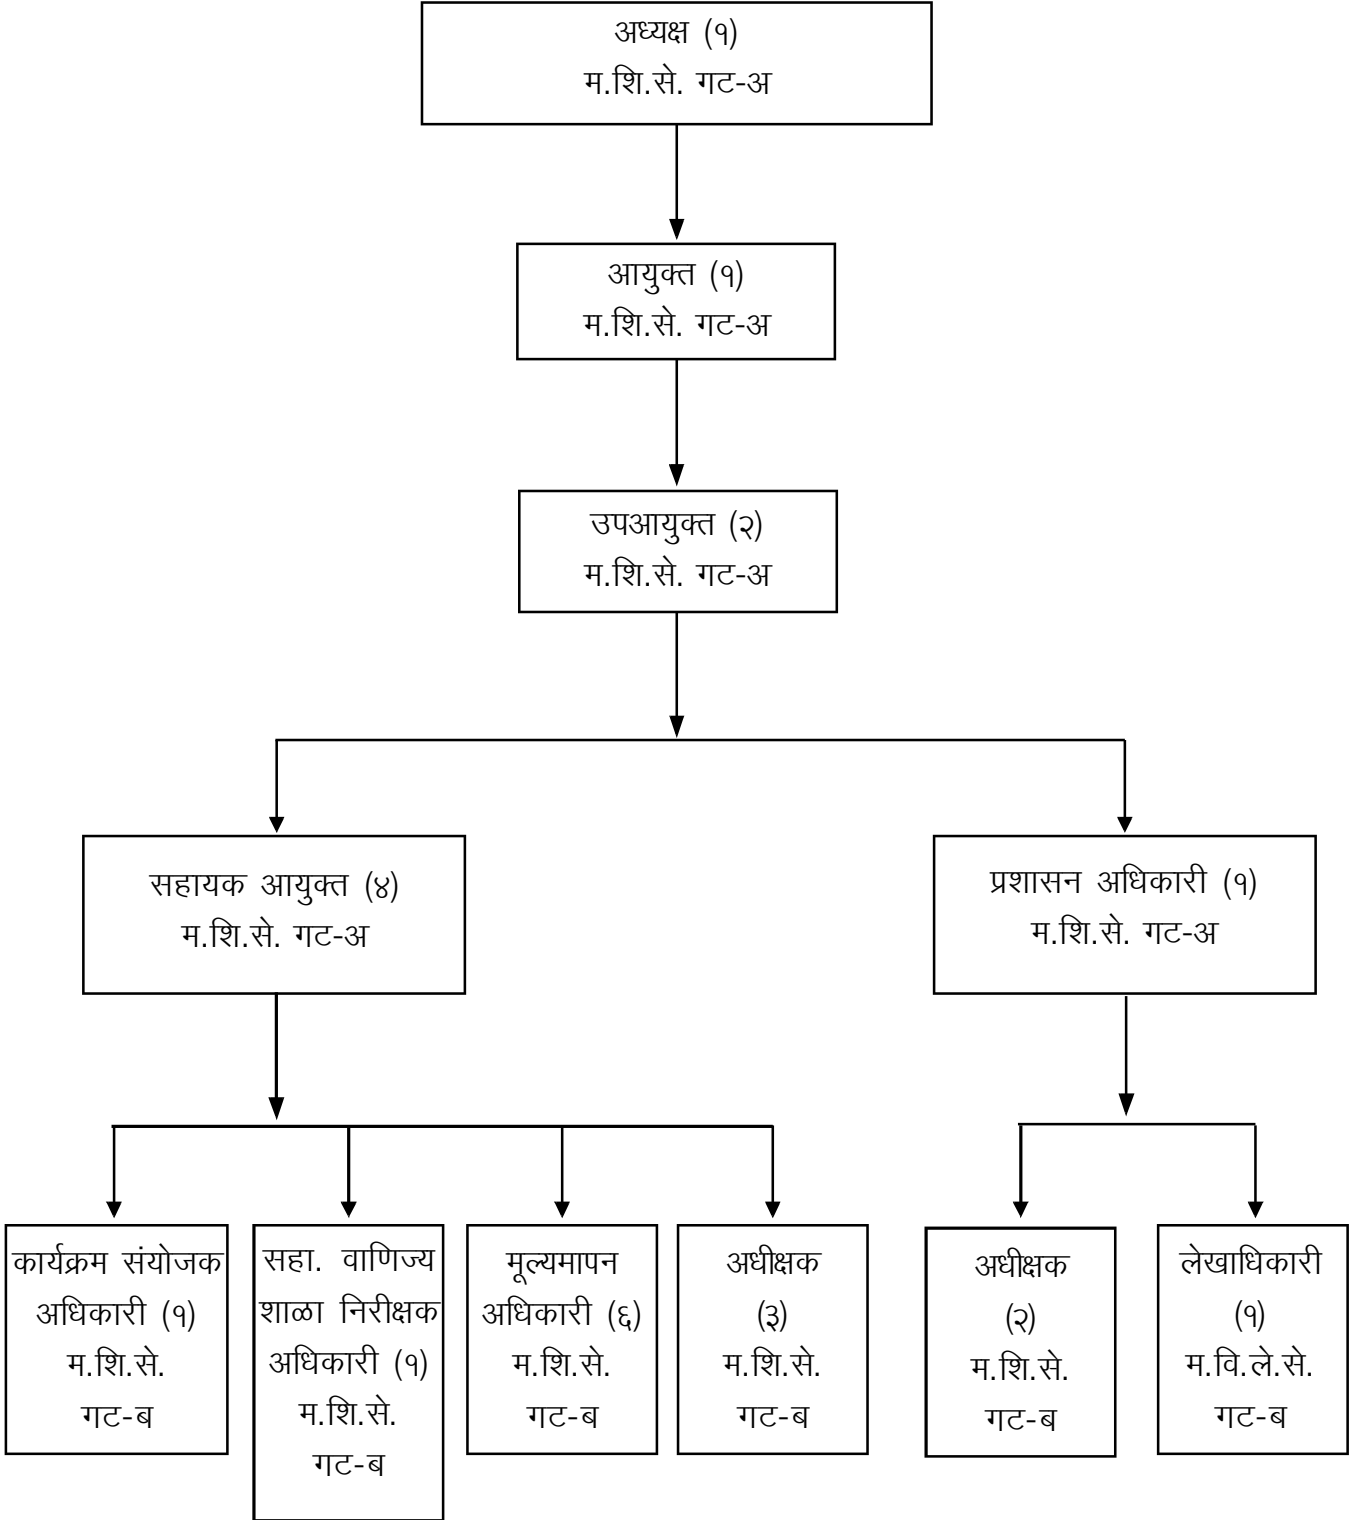 अध्यक्ष (१)
म.शि.से. गट-अ
आयुक्त (१)
म.शि.से. गट-अ
उपआयुक्त (२)
म.शि.से. गट-अ
सहायक आयुक्त (४)
म.शि.से. गट-अ
प्रशासन अधिकारी (१)
म.शि.से. गट-अ
कार्यक्रम संयोजक
अधिकारी (१)
म.शि.से.
गट-ब
सहा. वाणिज्य
शाळा निरीक्षक
अधिकारी (१)
म.शि.से.
गट-ब
मूल्यमापन
अधिकारी (६)
म.शि.से.
गट-ब
अधीक्षक
(३)
म.शि.से.
गट-ब
अधीक्षक
(२)
म.शि.से.
गट-ब
लेखाधिकारी
(१)
म.वि.ले.से.
गट-ब